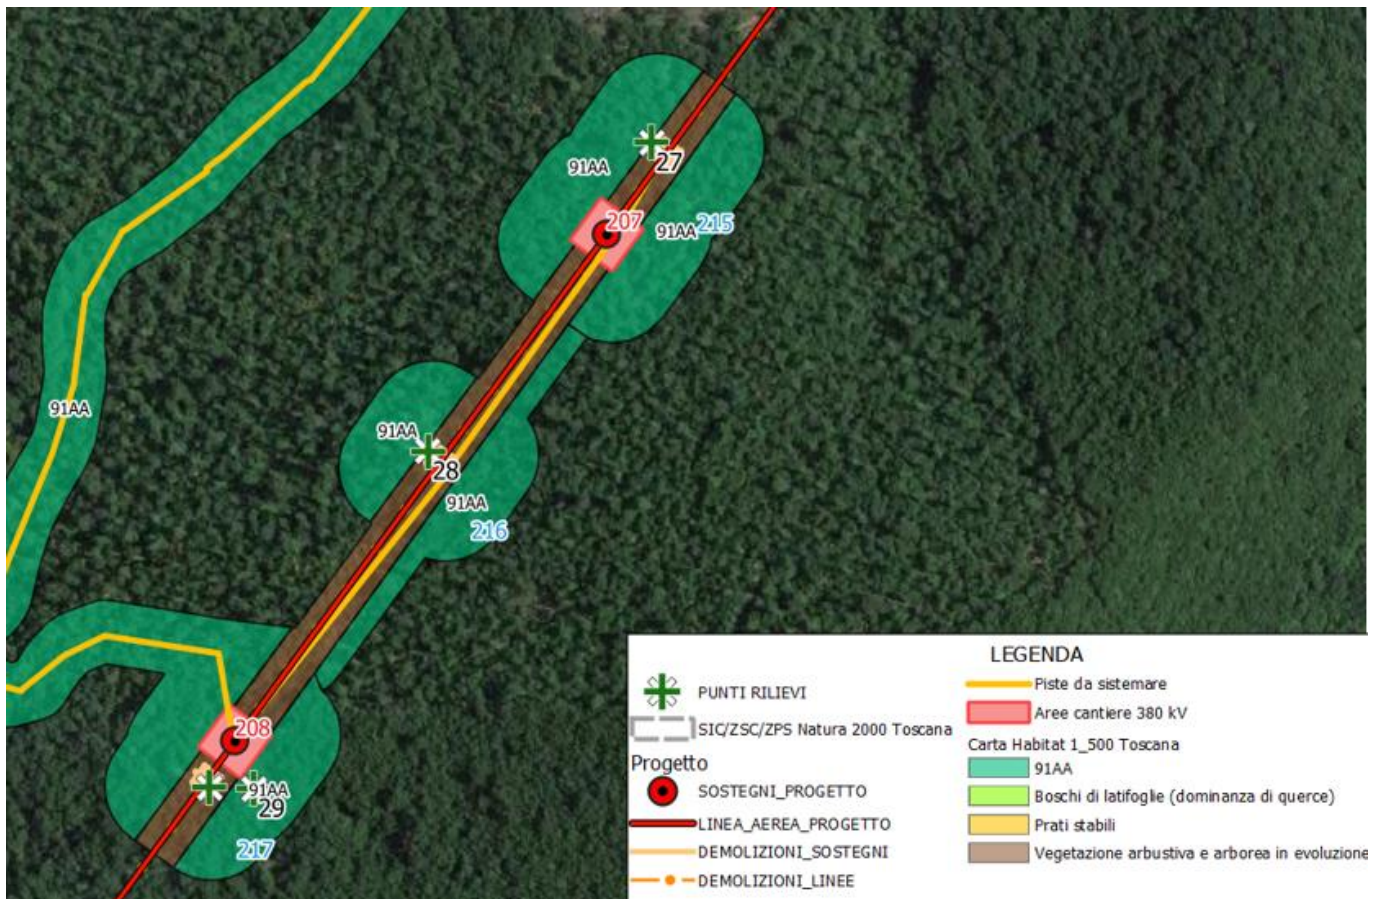 27
91AA
207
91AA
215
91AA
91AA
28
91AA
216
208
91AA
29
217
LEGENDA
PUNTI RILIEVI
SIC/ZSC/ZPS Natura 2000 Toscana
Progetto
SOSTEGNI_PROGETTO
LINEA_AEREA_PROGETTO
DEMOLIZIONI_SOSTEGNI
DEMOLIZIONI_LINEE
Piste da sistemare
Aree cantiere 380 kV
Carta Habitat 1_500 Toscana
91AA
Boschi di latifoglie (dominanza di querce)
Prati stabili
Vegetazione arbustiva e arborea in evoluzione